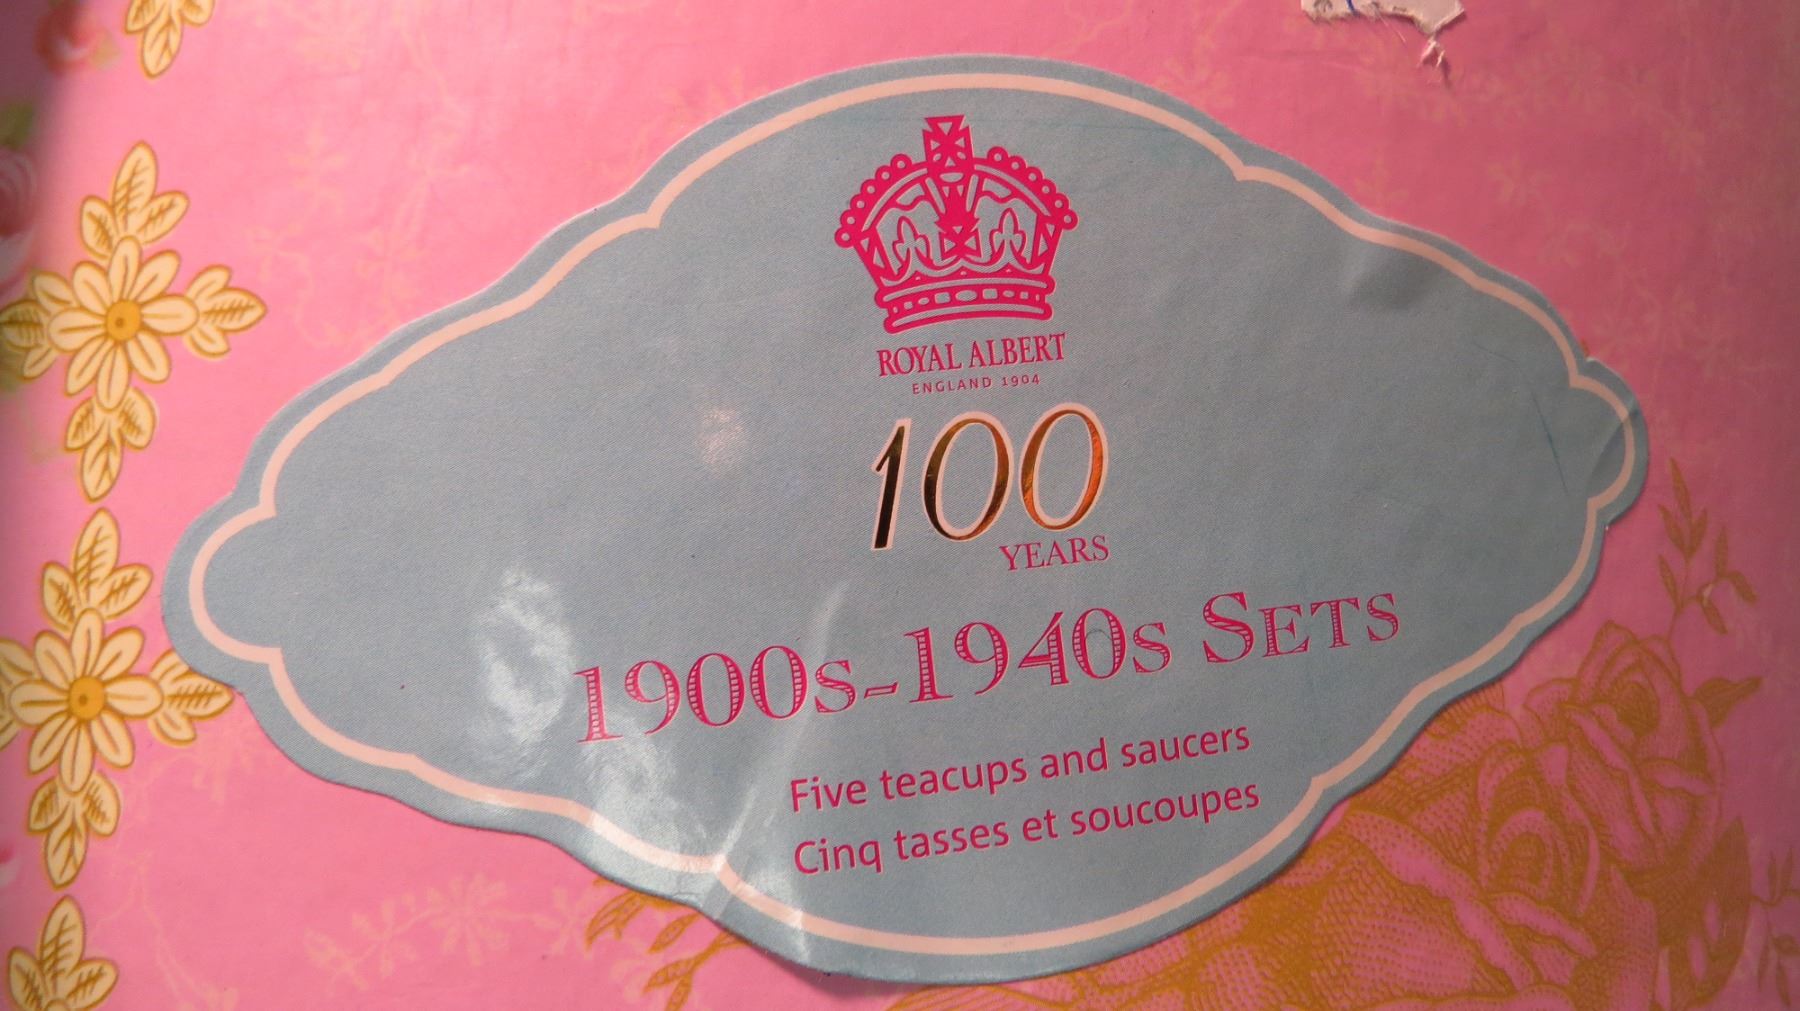 ROYAL ALBERT
ENGLAND 1904
100
YEARS
1900s-1940s SETS
Five teacups and saucers
Cinq tasses et soucoupes